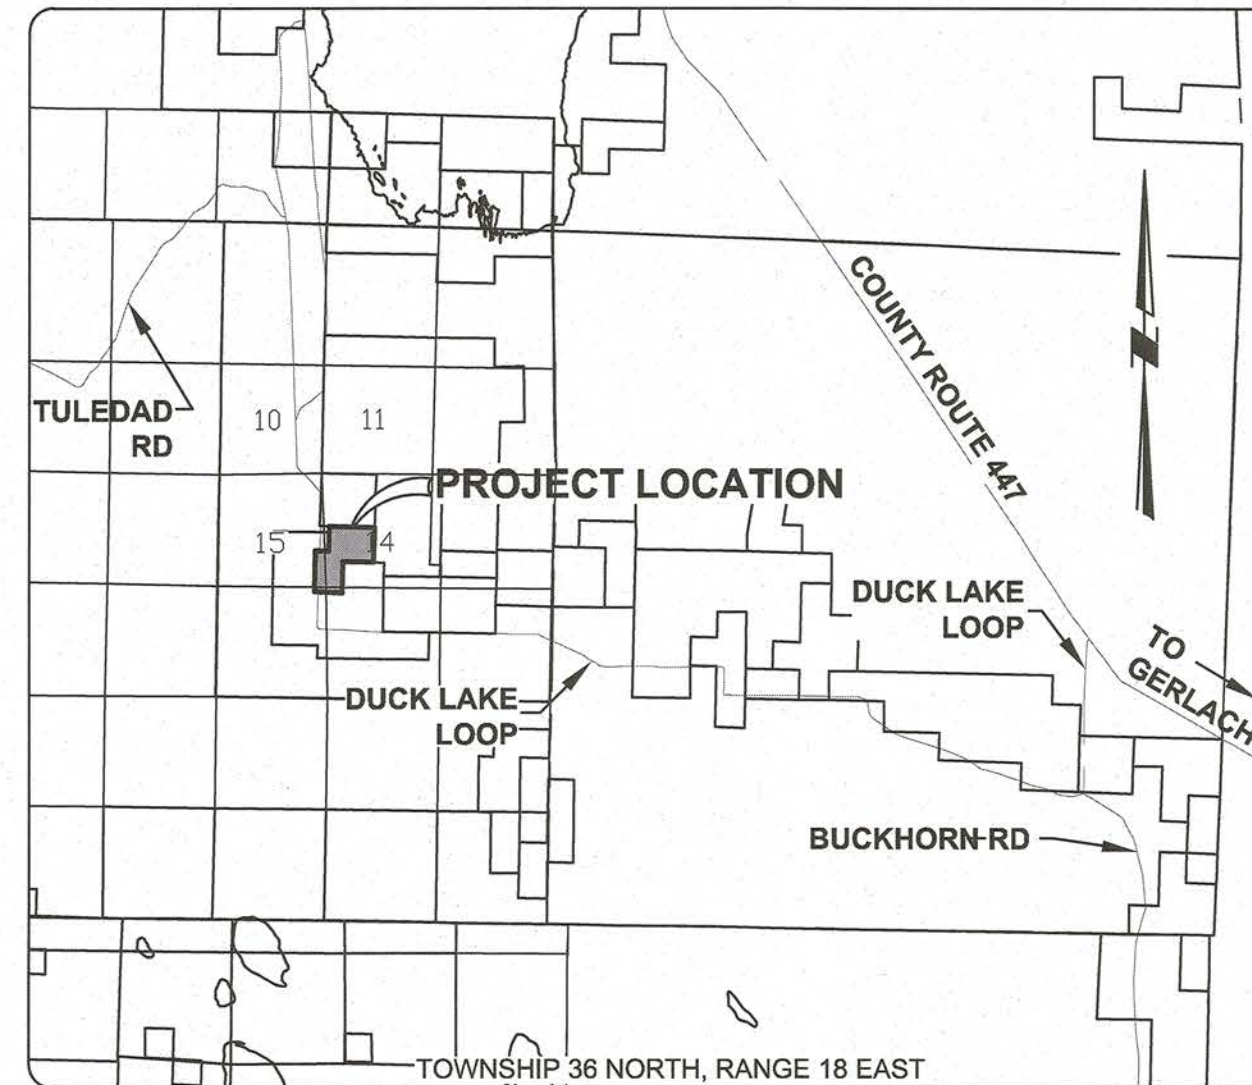 COUNTY ROUTE 447
TULEDAD
RD
10
11
PROJECT LOCATION
15
4
DUCK LAKE
LOOP
TO
GERLACH
DUCK LAKE
LOOP
BUCKHORN RD
TOWNSHIP 36 NORTH, RANGE 18 EAST